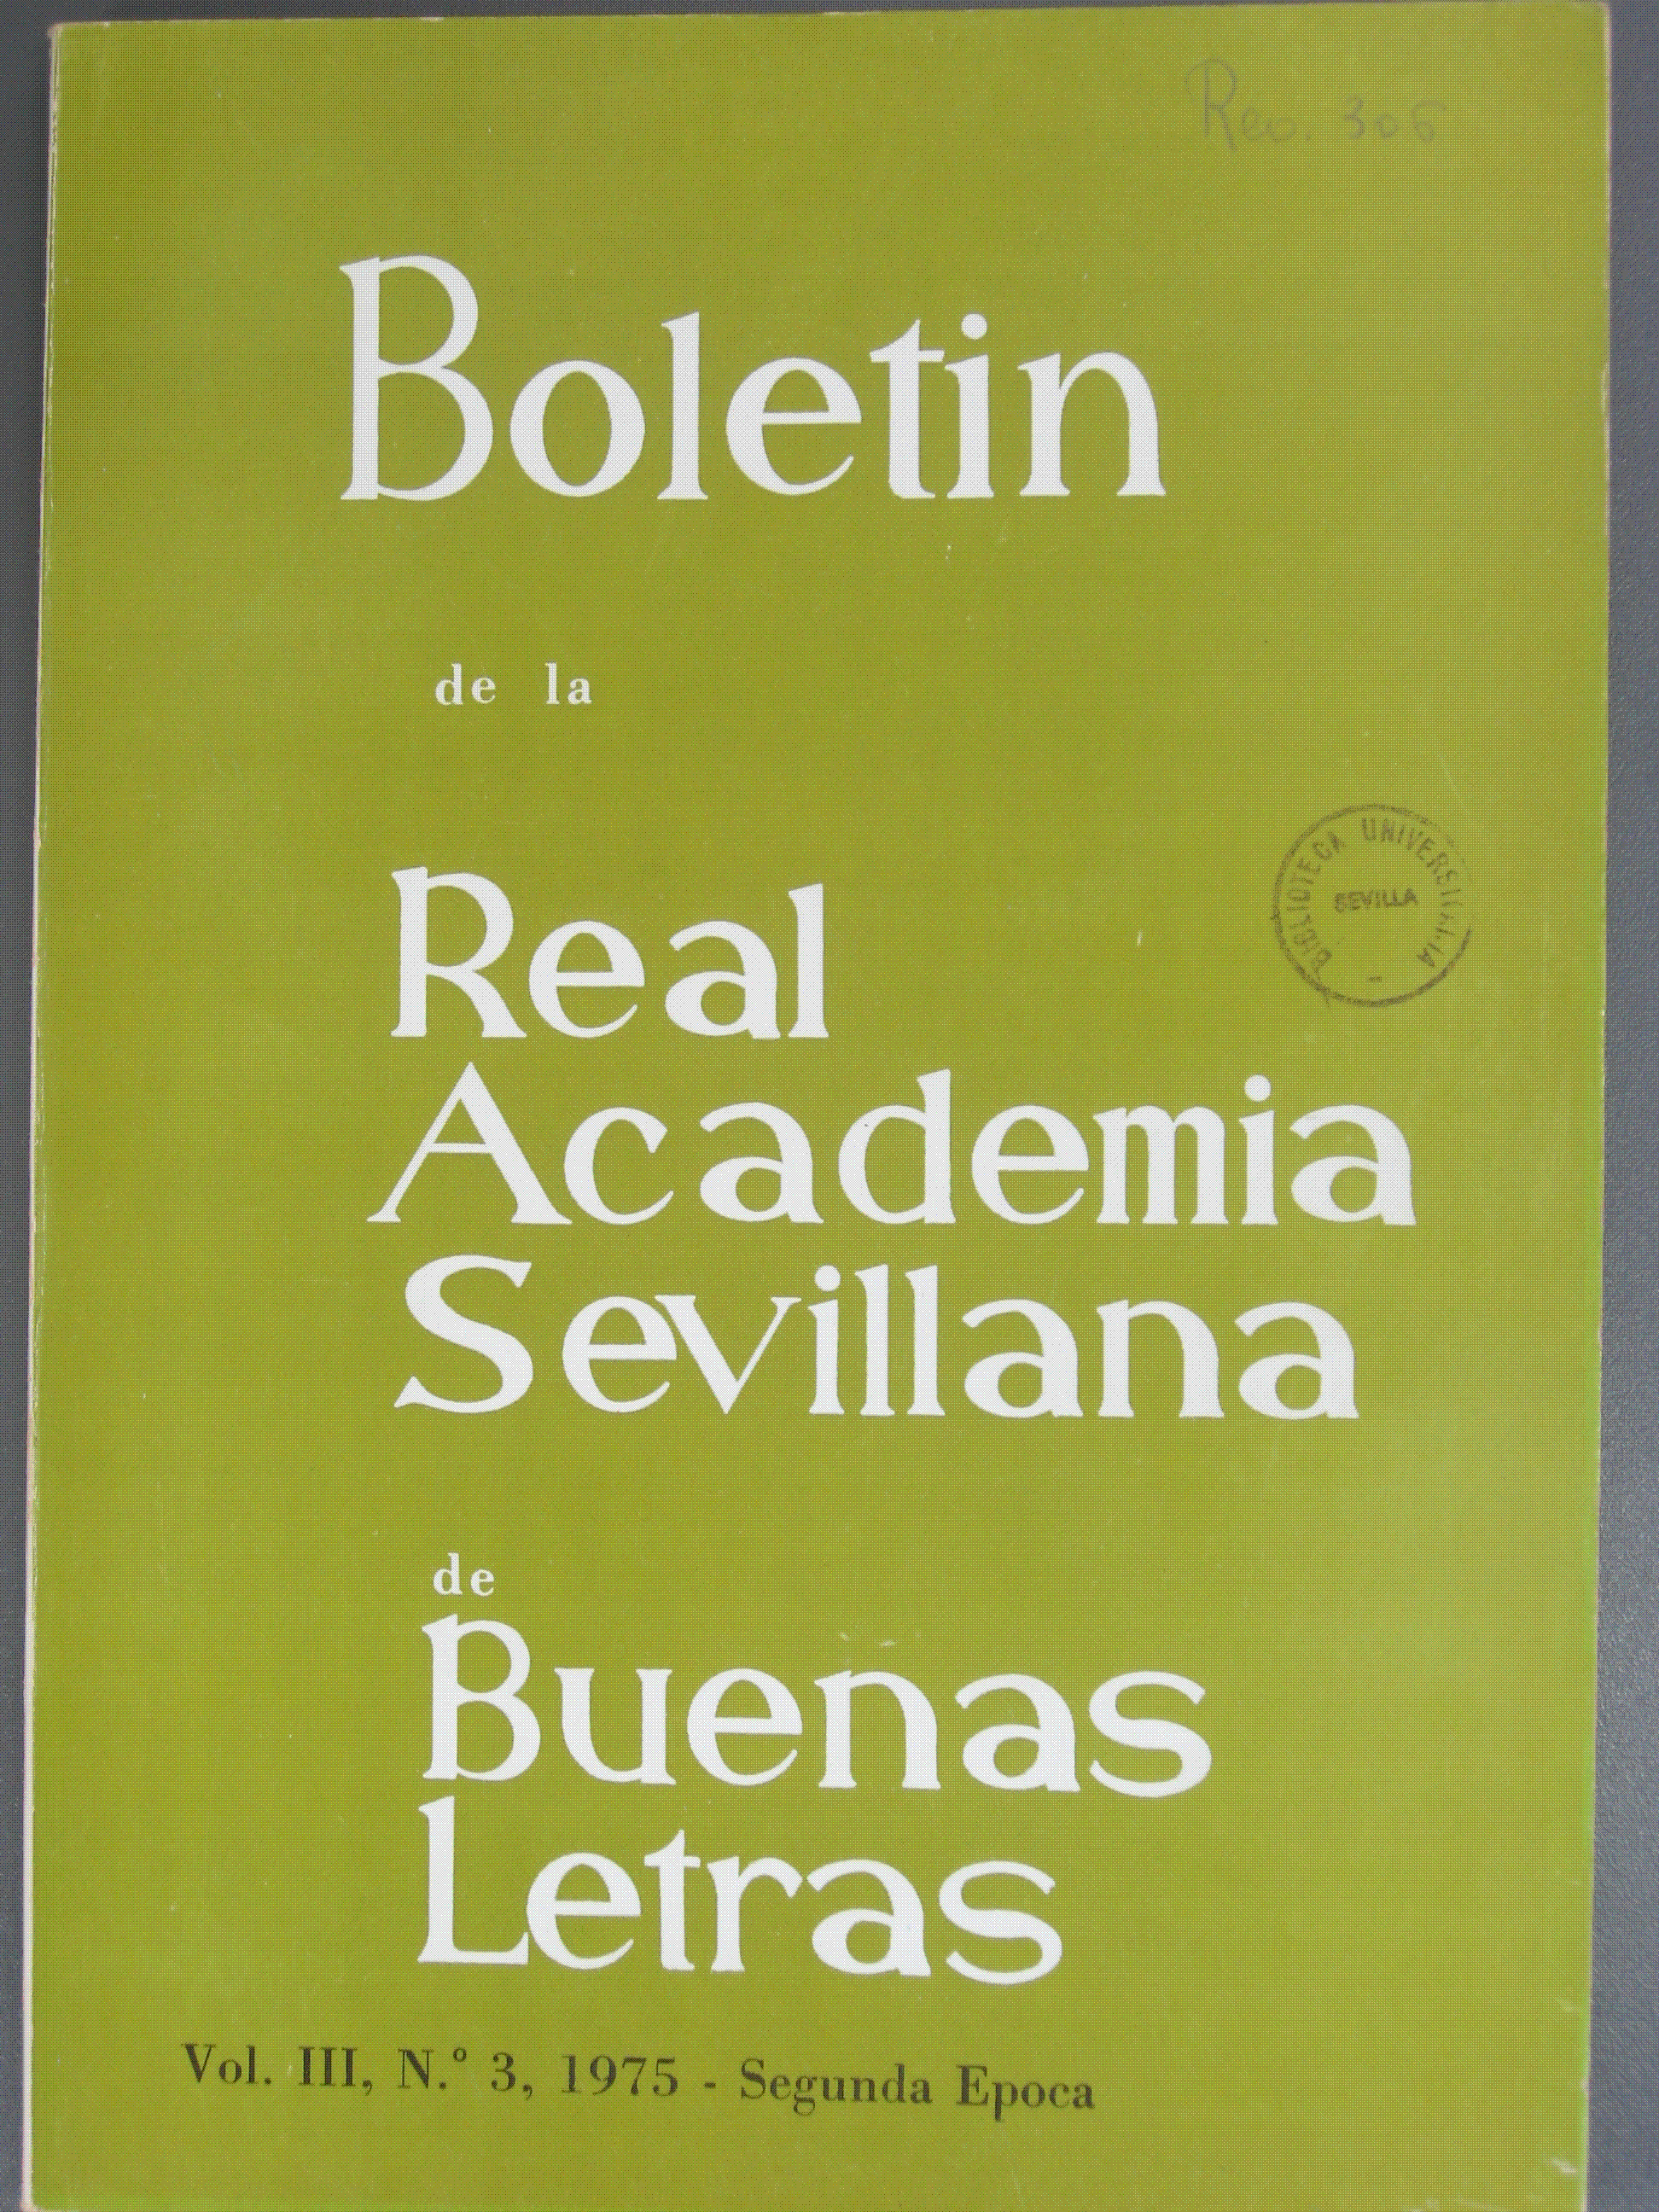 Rev. 306
Boletin
de la
BIBLIOTECA UNIVERSITARIA
SEVILLA
Real
Academia
Sevillana
de
Buenas
Letras
Vol. III, N.º 3, 1975 - Segunda Epoca